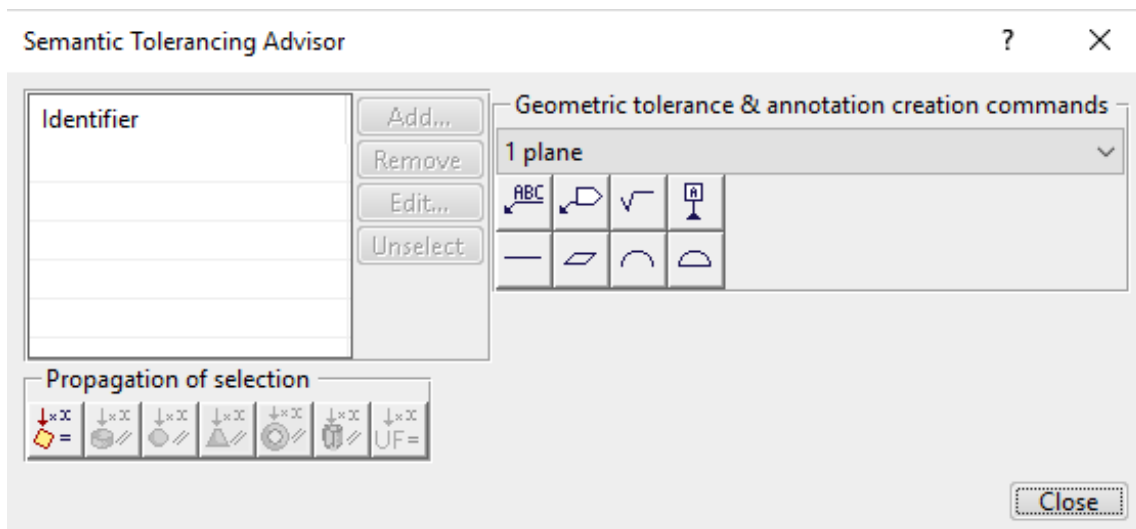 Semantic Tolerancing Advisor
?
Identifier
Add...
Remove
Edit...
Unselect
Geometric tolerance & annotation creation commands
1 plane
ABC
A
Propagation of selection
x x
=
x x
x x
x x
x x
x x
x x
UF=
Close